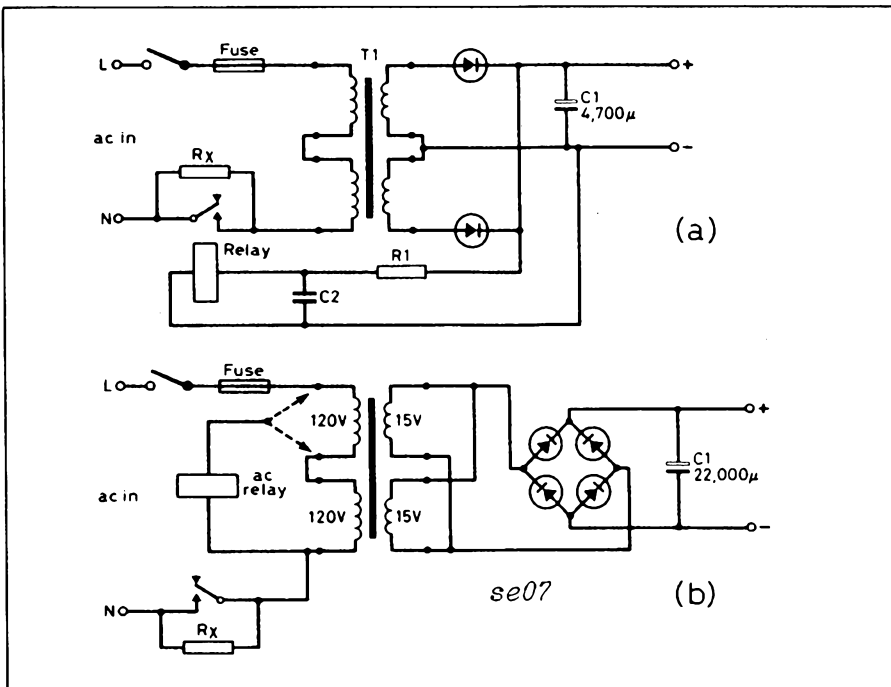 Fuse
T1
L
+
C1
4,700µ
ac in
Rx
-
N
(a)
Relay
R1
C2
Fuse
L
+
120V
15V
C1
22,000µ
ac in
ac
relay
120V
15V
-
se07
(b)
N
Rx